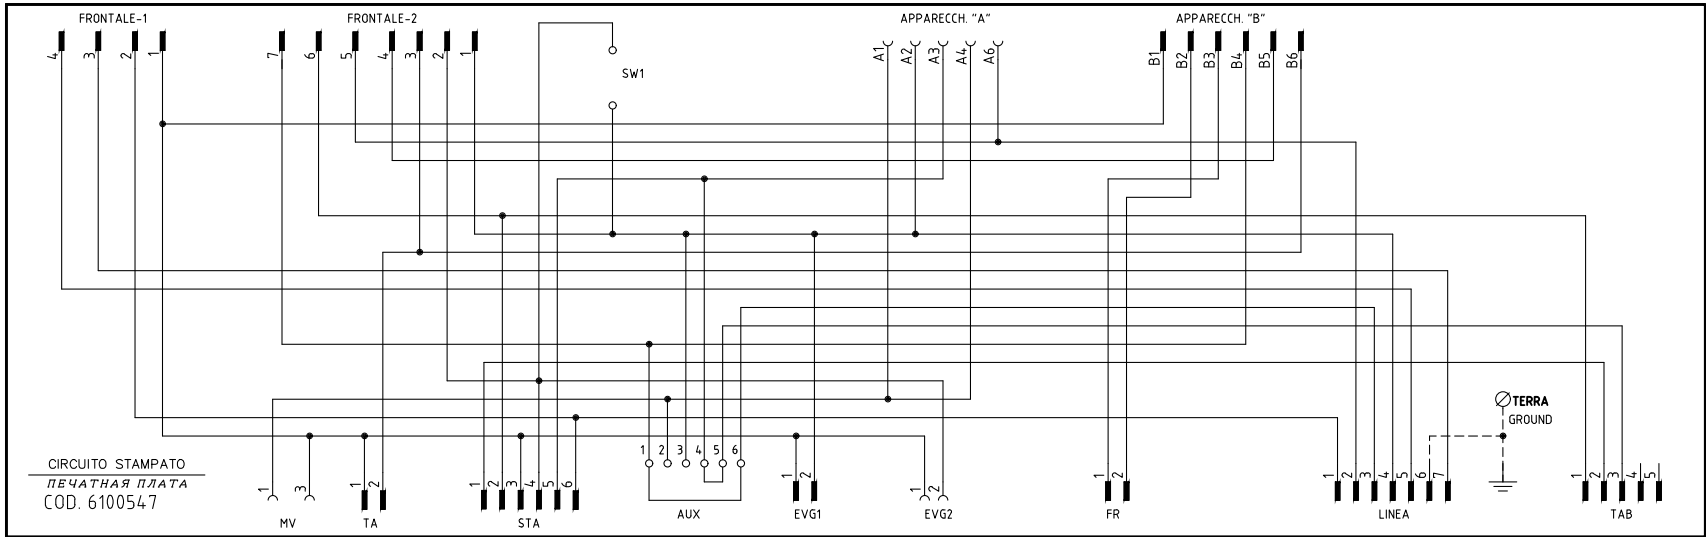 FRONTALE-1
FRONTALE-2
APPARECCH. "A"
APPARECCH. "B"
4 3 2 1
7 6 5 4 3 2 1
SW1
A1 A2 A3 A4 A6
B1 B2 B3 B4 B5 B6
TERRA
GROUND
CIRCUITO STAMPATO
ПЕЧАТНАЯ ПЛАТА
COD. 6100547
1 3
MV
1 2
TA
1 2 3 4 5 6
STA
1 2 3 4 5 6
AUX
1 2
EVG1
1 2
EVG2
1 2
FR
1 2 3 4 5 6 7
LINEA
1 2 3 4 5
TAB